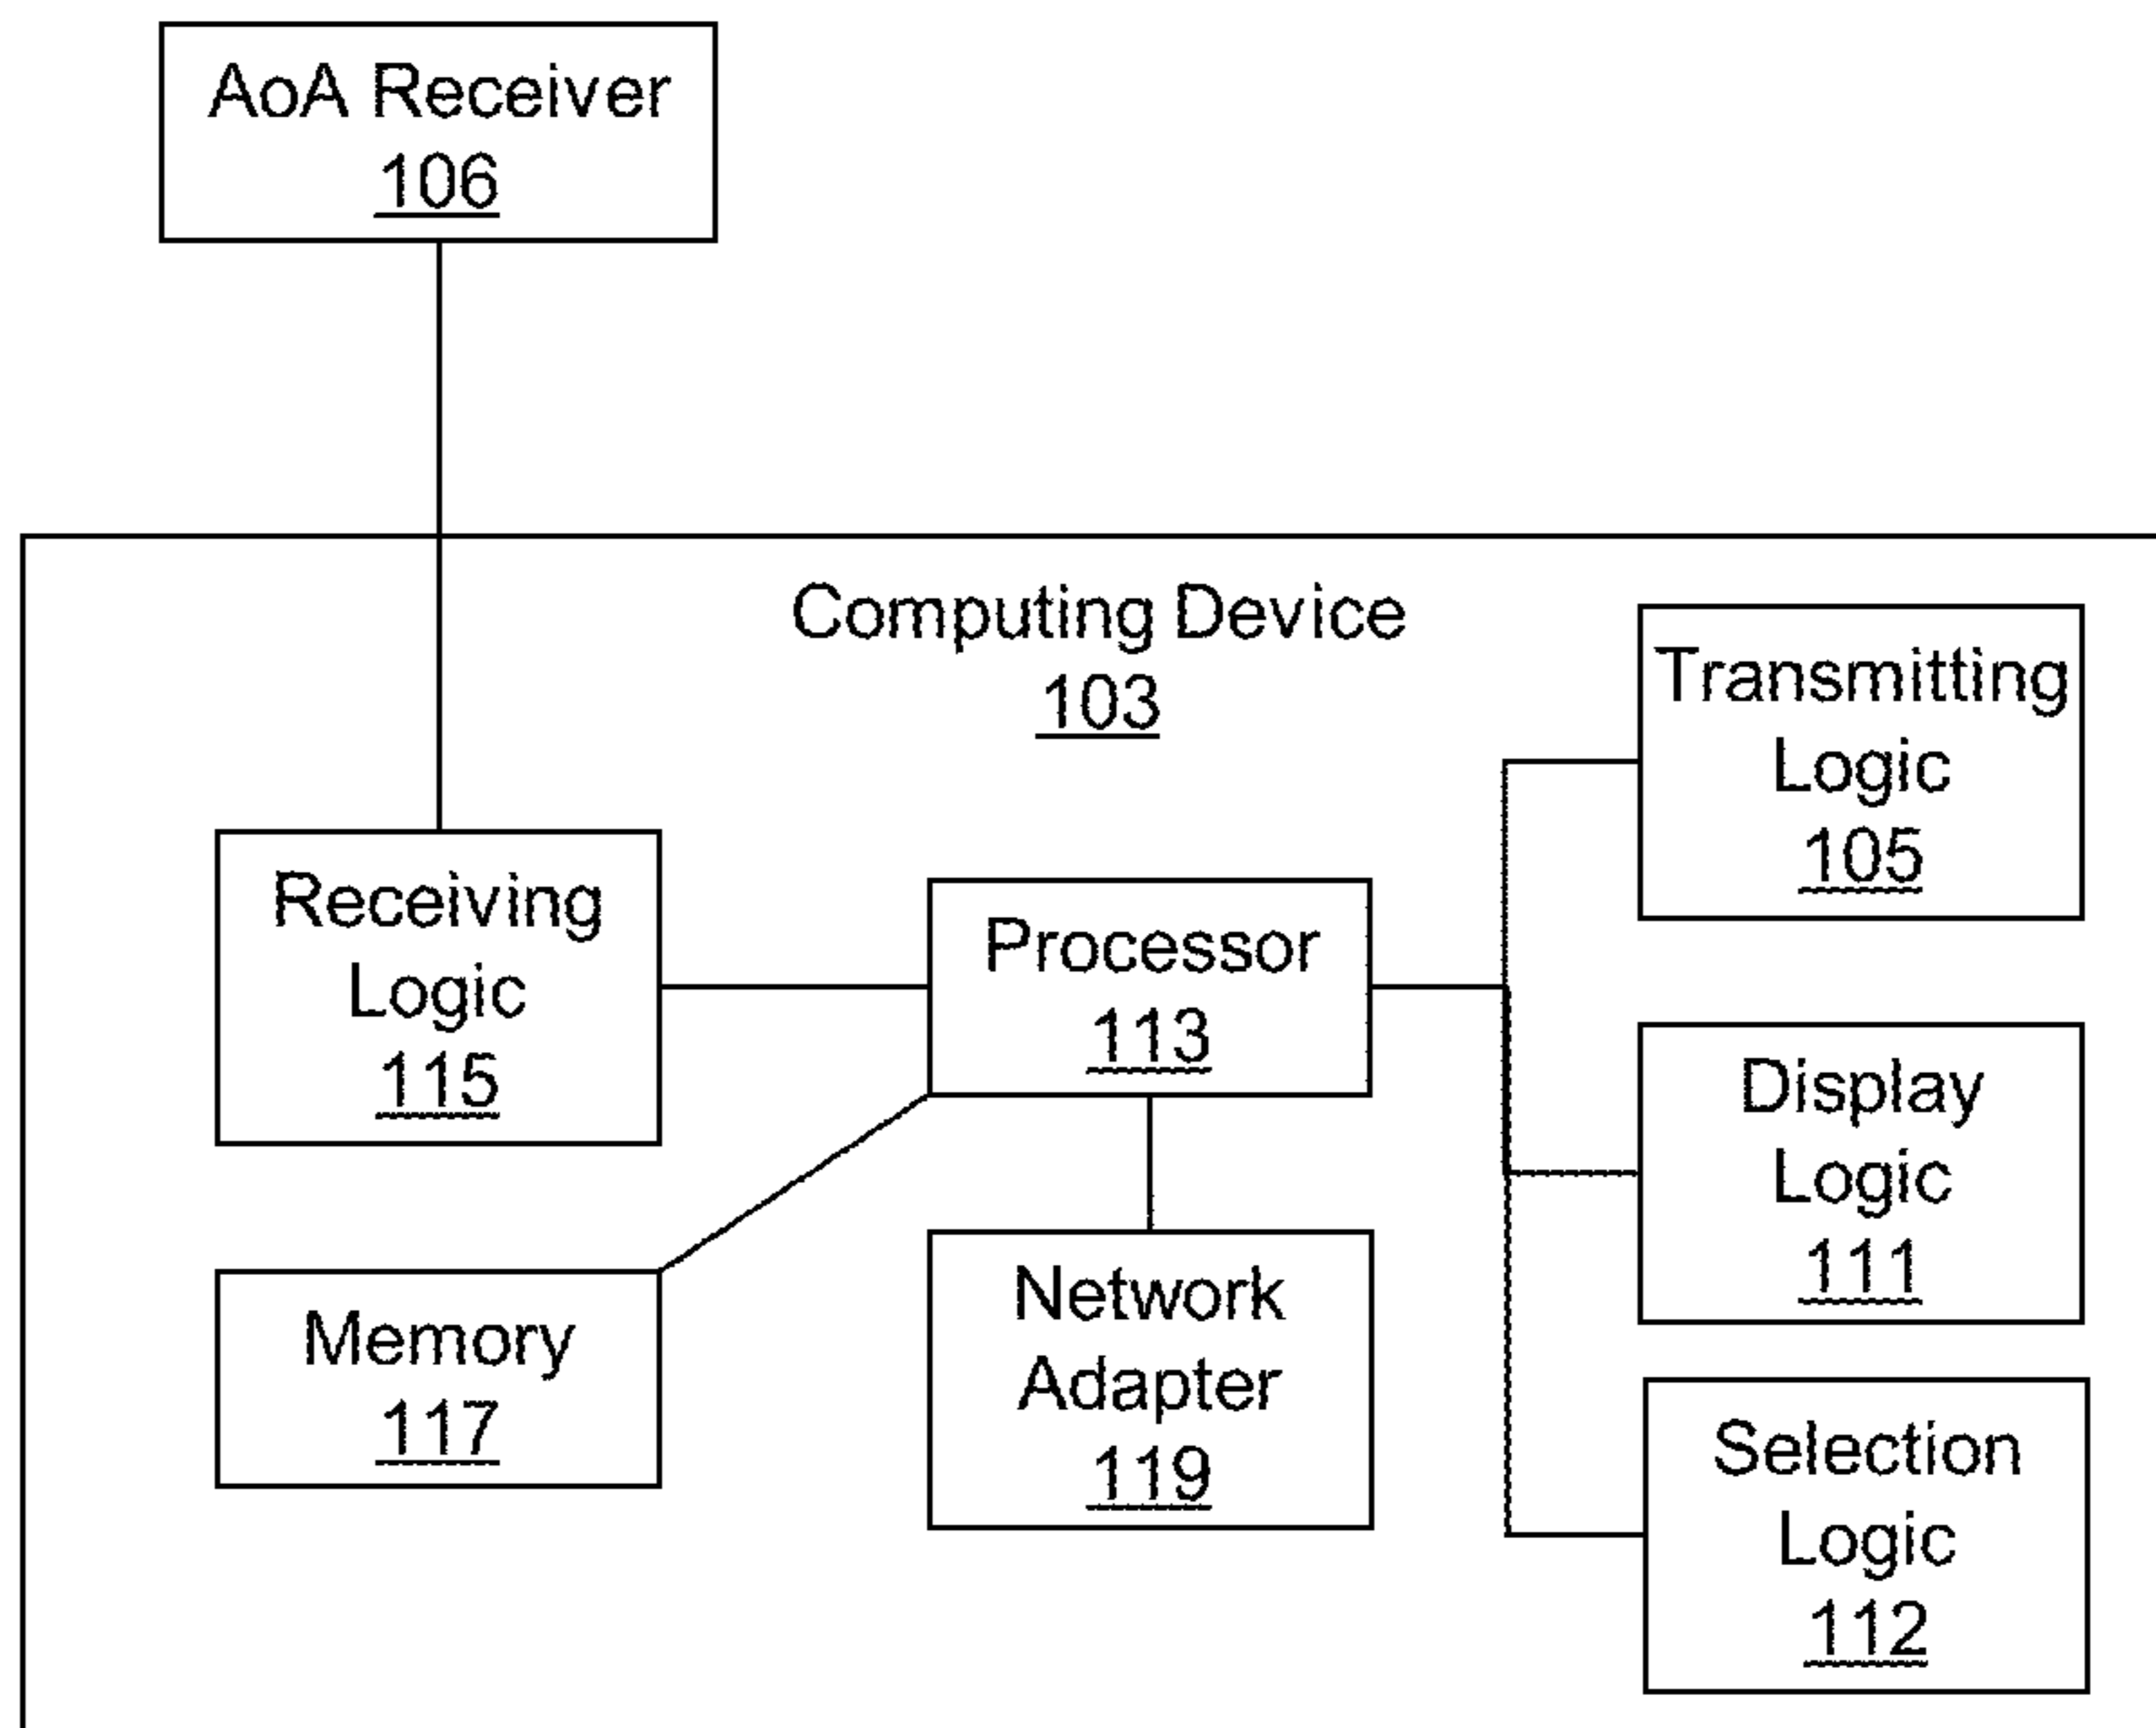 AoA Receiver
106
Computing Device
103
Transmitting
Logic
105
Receiving
Logic
115
Processor
113
Display
Logic
111
Memory
117
Network
Adapter
119
Selection
Logic
112